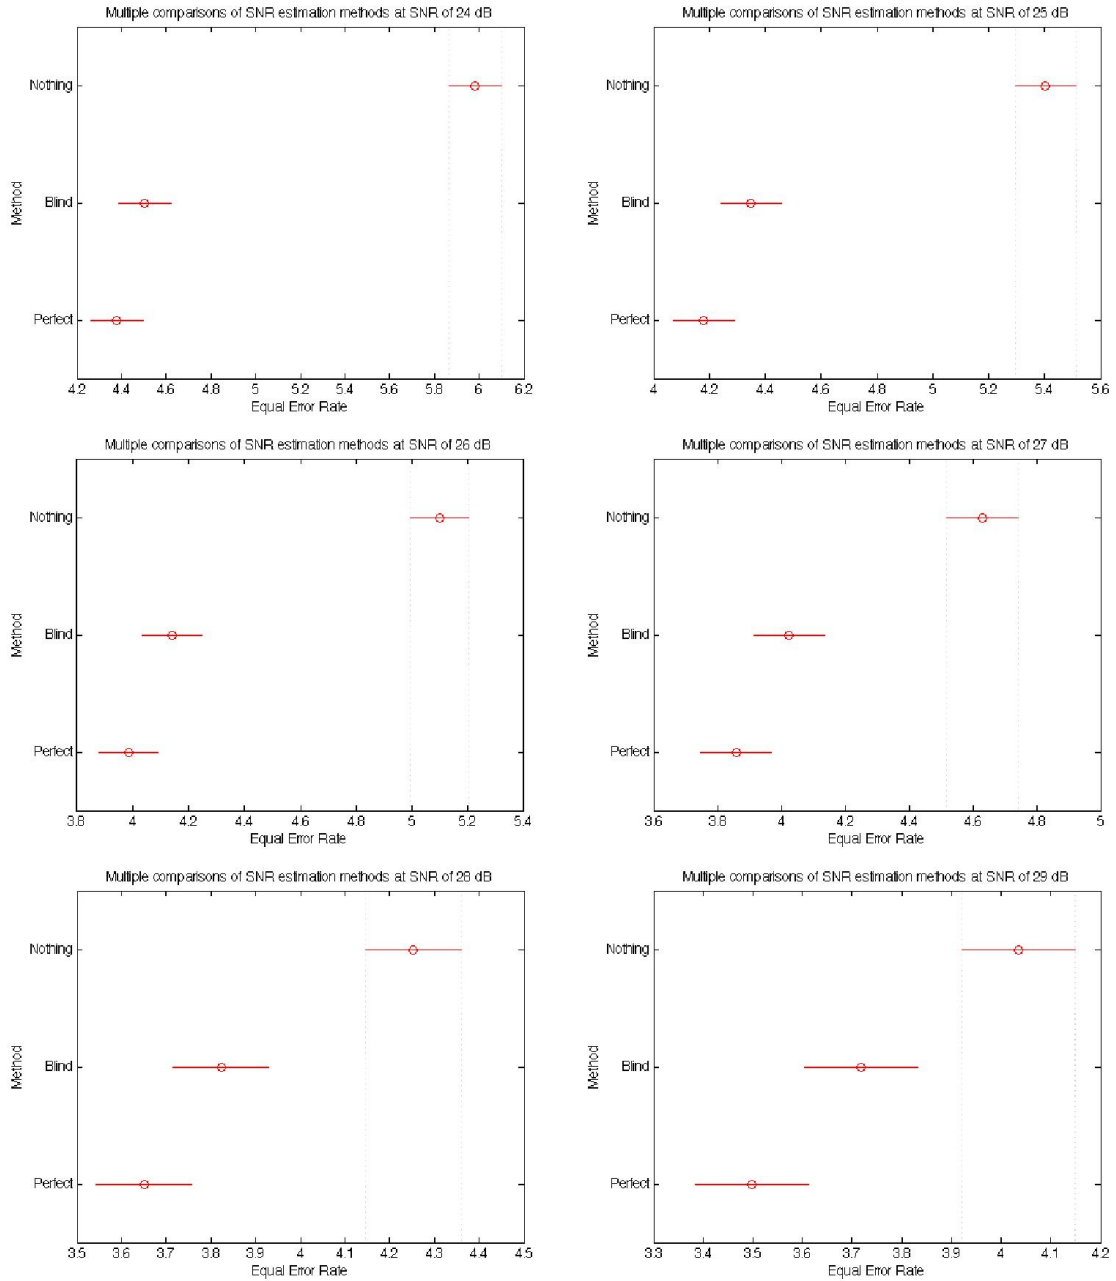 Multiple comparisons of SNR estimation methods at SNR of 24 dB
Nothing
Blind
Perfect
Method
4.2 4.4 4.6 4.8 5 5.2 5.4 5.6 5.8 6 6.2
Equal Error Rate
Multiple comparisons of SNR estimation methods at SNR of 25 dB
Nothing
Blind
Perfect
Method
4 4.2 4.4 4.6 4.8 5 5.2 5.4 5.6
Equal Error Rate
Multiple comparisons of SNR estimation methods at SNR of 26 dB
Nothing
Blind
Perfect
Method
3.8 4 4.2 4.4 4.6 4.8 5 5.2 5.4
Equal Error Rate
Multiple comparisons of SNR estimation methods at SNR of 27 dB
Nothing
Blind
Perfect
Method
3.6 3.8 4 4.2 4.4 4.6 4.8 5
Equal Error Rate
Multiple comparisons of SNR estimation methods at SNR of 28 dB
Nothing
Blind
Perfect
Method
3.5 3.6 3.7 3.8 3.9 4 4.1 4.2 4.3 4.4 4.5
Equal Error Rate
Multiple comparisons of SNR estimation methods at SNR of 29 dB
Nothing
Blind
Perfect
Method
3.3 3.4 3.5 3.6 3.7 3.8 3.9 4 4.1 4.2
Equal Error Rate